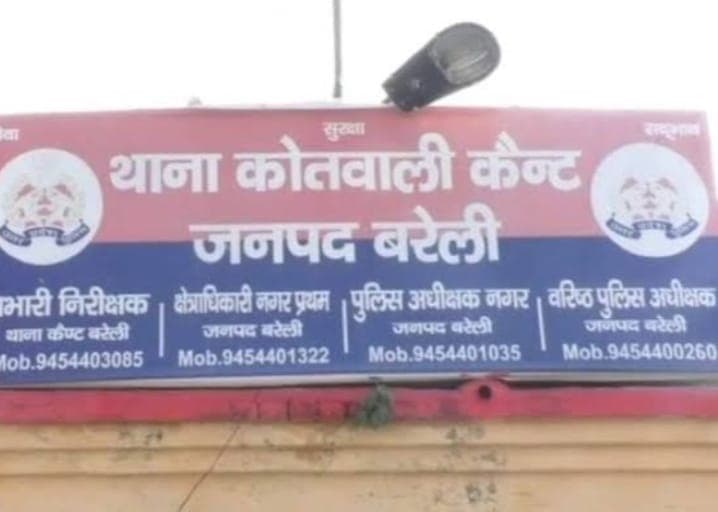 सुरक्षा
थाना कोतवाली कैन्ट
जनपद बरेली
निरीक्षक
थाना कैण्ट बरेली
Mob.9454403085
क्षेत्राधिकारी नगर प्रथम
जनपद बरेली
Mob.9454401322
पुलिस अधीक्षक नगर
जनपद बरेली
Mob.9454401035
वरिष्ठ पुलिस अधीक्षक
जनपद बरेली
Mob.9454400260